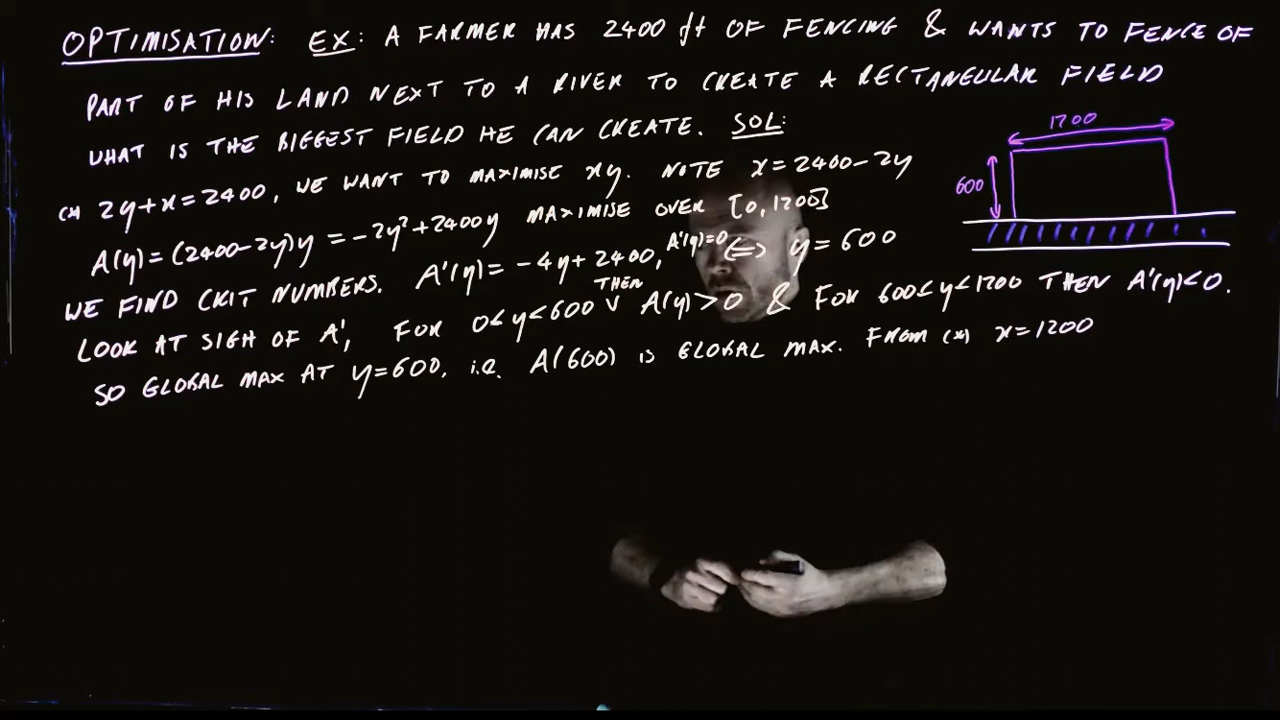 OPTIMISATION: EX: A FARMER HAS 2400 ft OF FENCING & WANTS TO FENCE OF
PART OF HIS LAND NEXT TO A RIVER TO CREATE A RECTANGULAR FIELD
WHAT IS THE BIGGEST FIELD HE CAN CREATE. SOL:
(*) 2y+x=2400, WE WANT TO MAXIMISE xy. NOTE x=2400-2y
A(y)=(2400-2y)y=-2y²+2400y MAXIMISE OVER [0,1200]
WE FIND CRIT NUMBERS. A'(y)=-4y+2400, A'(y)=0 <=> y=600
LOOK AT SIGN OF A', FOR 0<y<600 THEN A(y)>0 & FOR 600<y<1200 THEN A'(y)<0.
SO GLOBAL MAX AT y=600, i.e. A(600) IS GLOBAL MAX. FROM (*) x=1200
1200
600